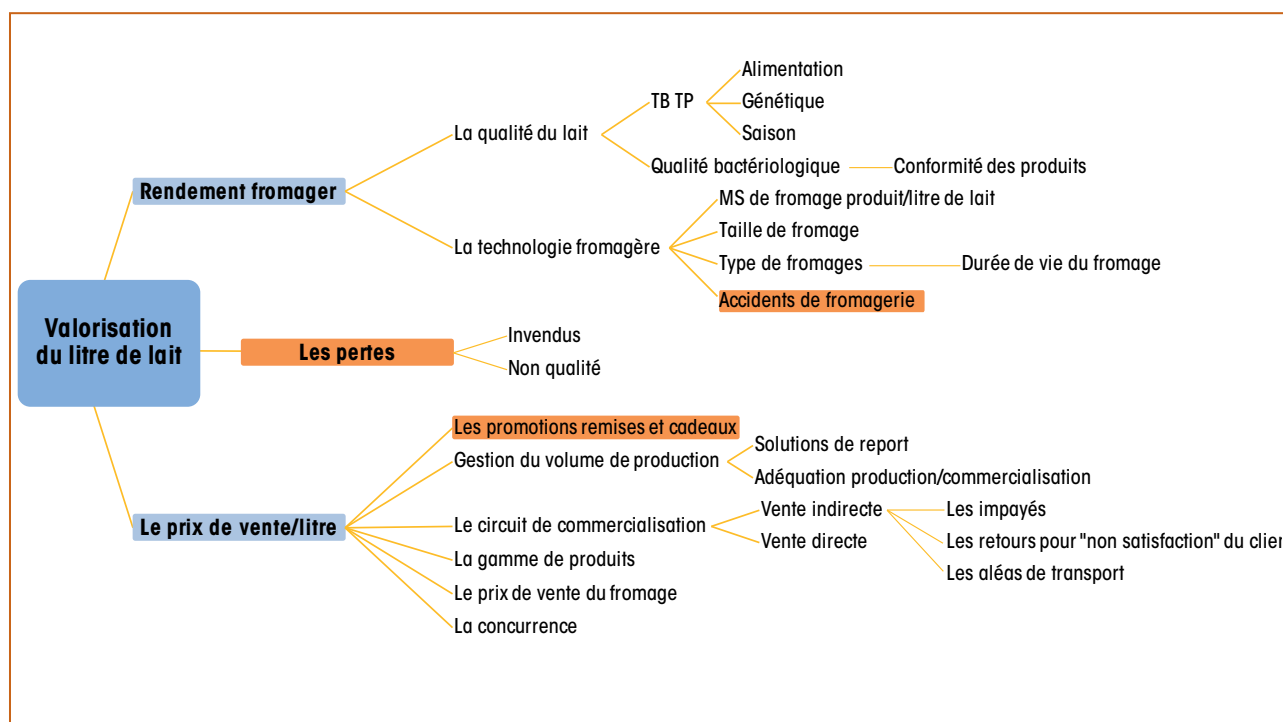 Alimentation
TB TP
Génétique
La qualité du lait
Saison
Qualité bactériologique
Conformité des produits
Rendement fromager
MS de fromage produit/litre de lait
Taille de fromage
La technologie fromagère
Type de fromages
Durée de vie du fromage
Accidents de fromagerie
Valorisation
du litre de lait
Les pertes
Invendus
Non qualité
Les promotions remises et cadeaux
Solutions de report
Gestion du volume de production
Adéquation production/commercialisation
Vente indirecte
Les impayés
Le prix de vente/litre
Le circuit de commercialisation
Vente directe
Les retours pour "non satisfaction" du clien
La gamme de produits
Les aléas de transport
Le prix de vente du fromage
La concurrence